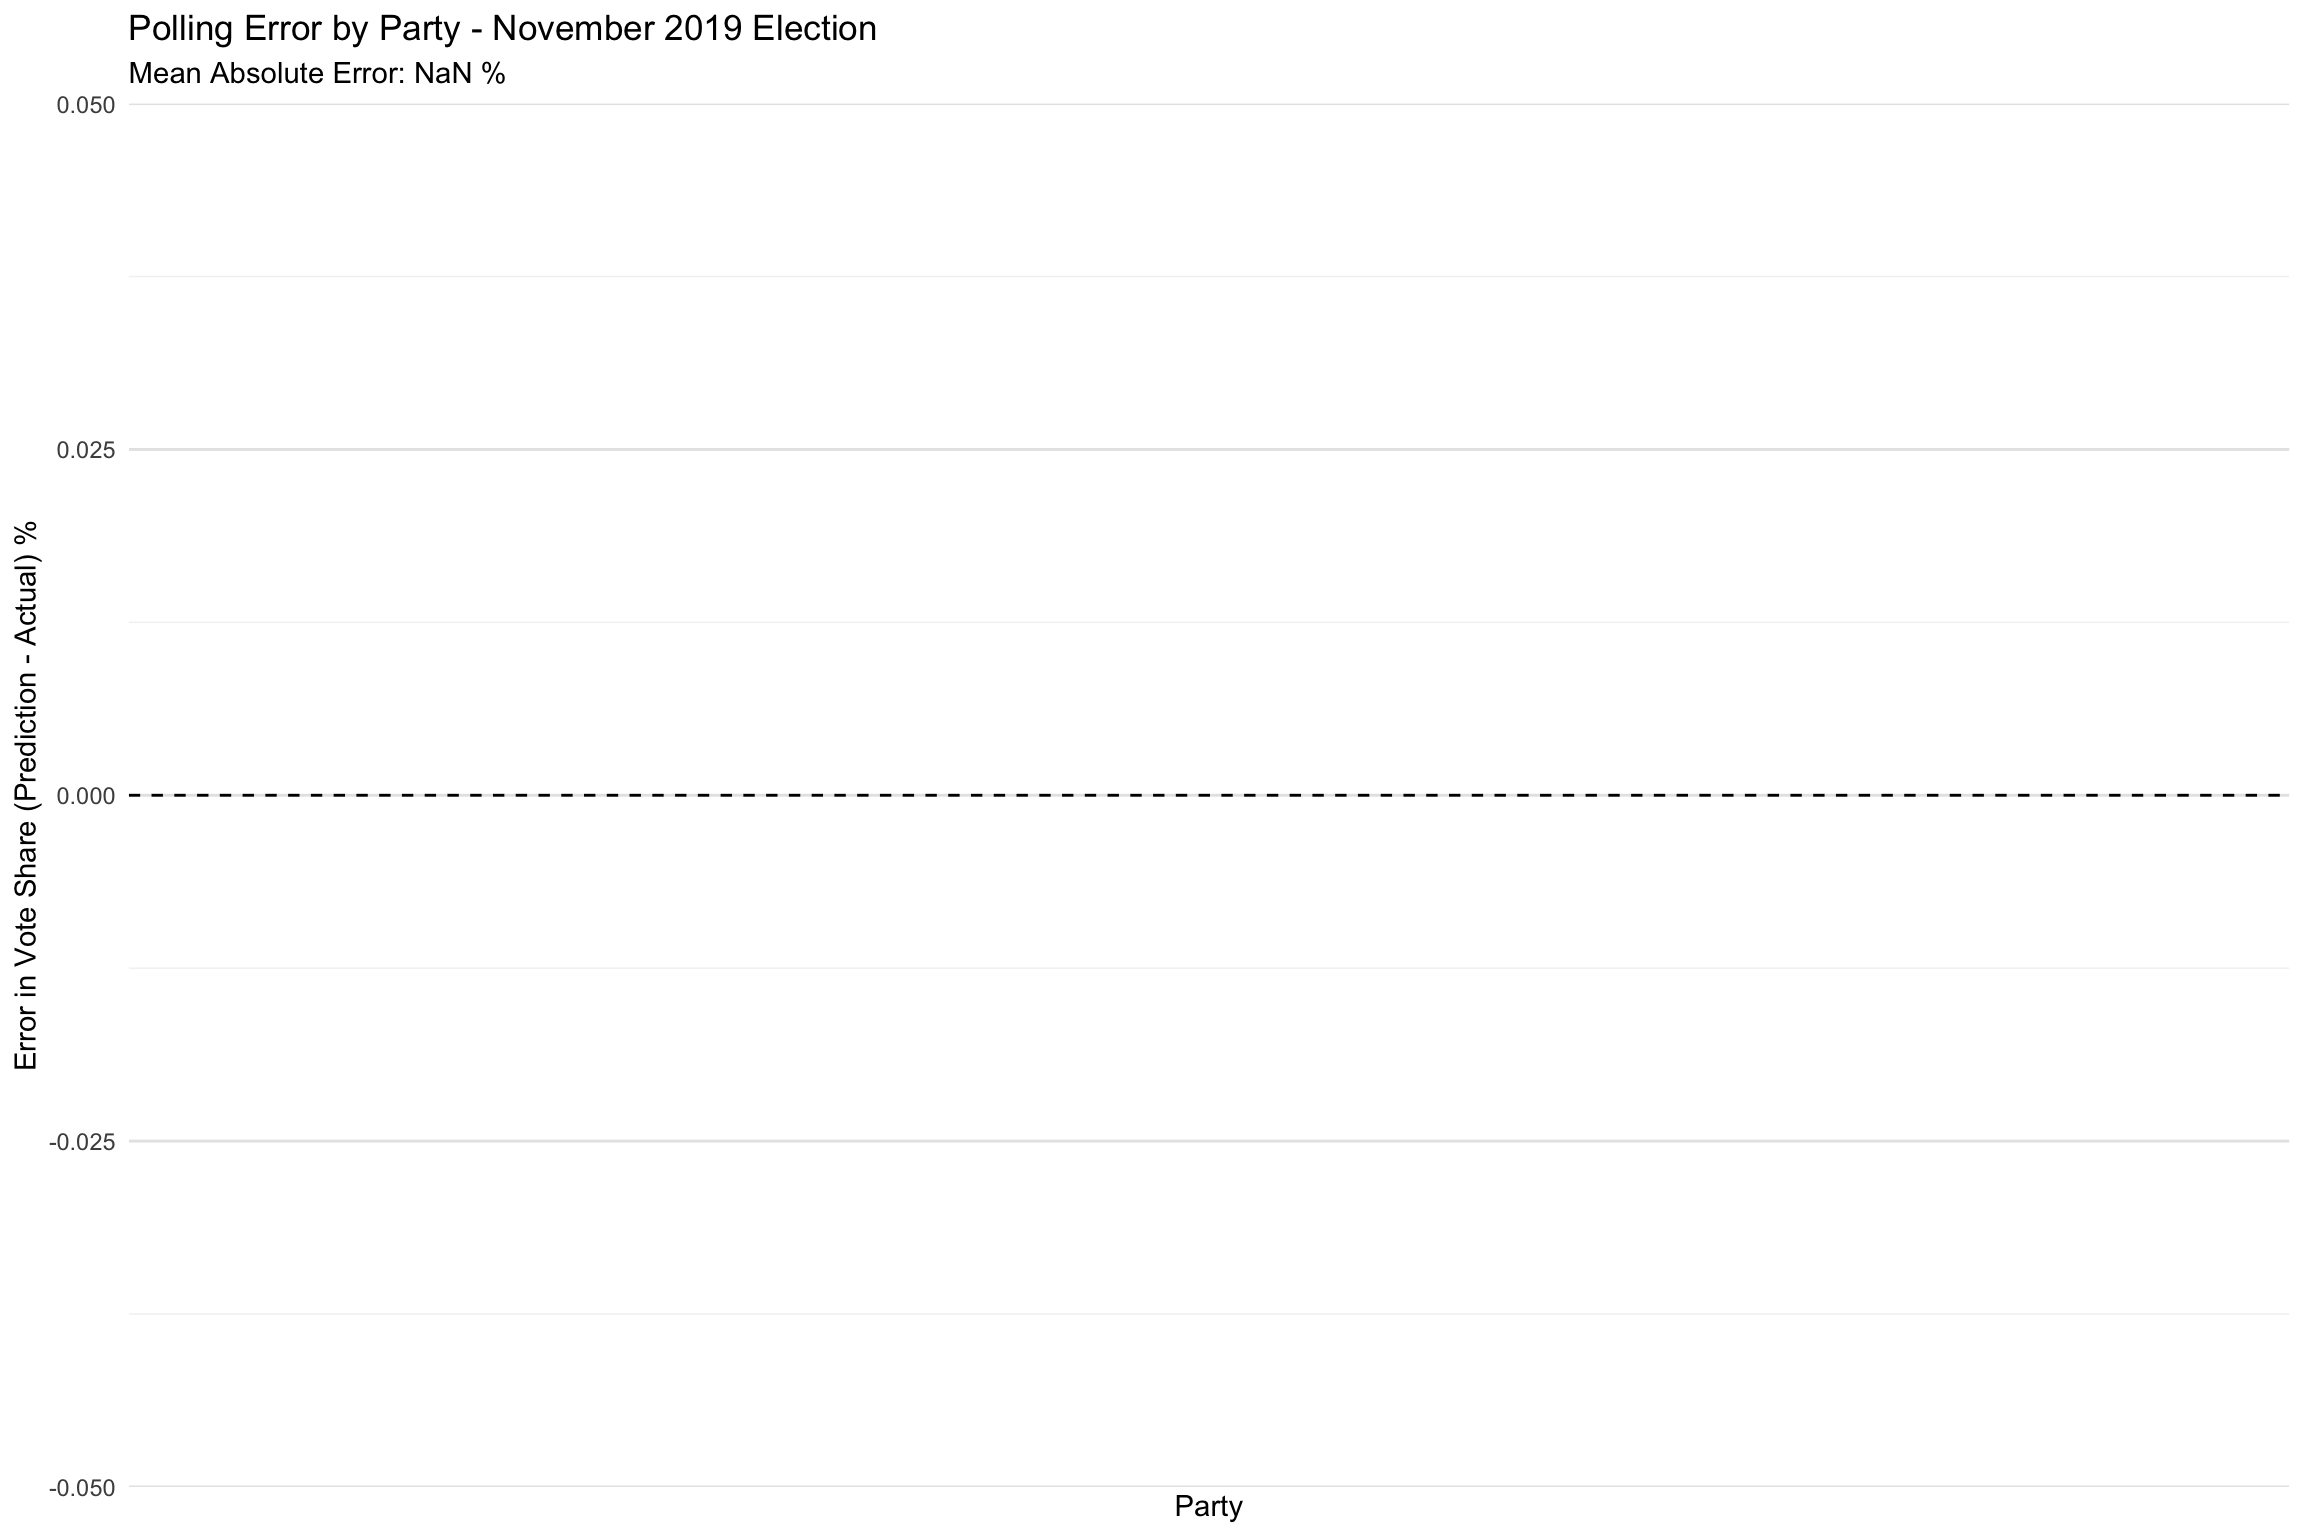 Polling Error by Party - November 2019 Election
Mean Absolute Error: NaN %
0.050
0.025
0.000
-0.025
-0.050
Error in Vote Share (Prediction - Actual) %
Party